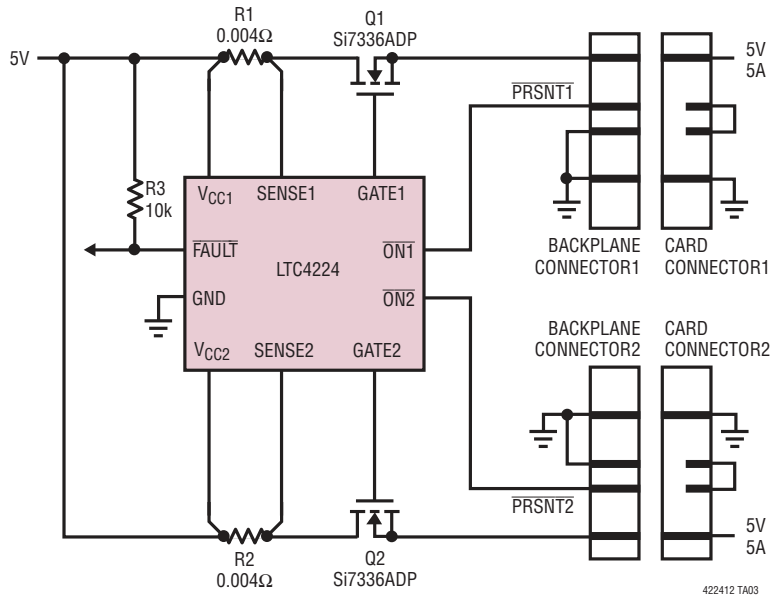 R1
0.004Ω
Q1
Si7336ADP
5V
5V
5A
PRSNT1
R3
10k
VCC1
SENSE1
GATE1
FAULT
LTC4224
ON1
GND
ON2
VCC2
SENSE2
GATE2
BACKPLANE
CONNECTOR1
CARD
CONNECTOR1
BACKPLANE
CONNECTOR2
CARD
CONNECTOR2
PRSNT2
5V
5A
R2
0.004Ω
Q2
Si7336ADP
422412 TA03